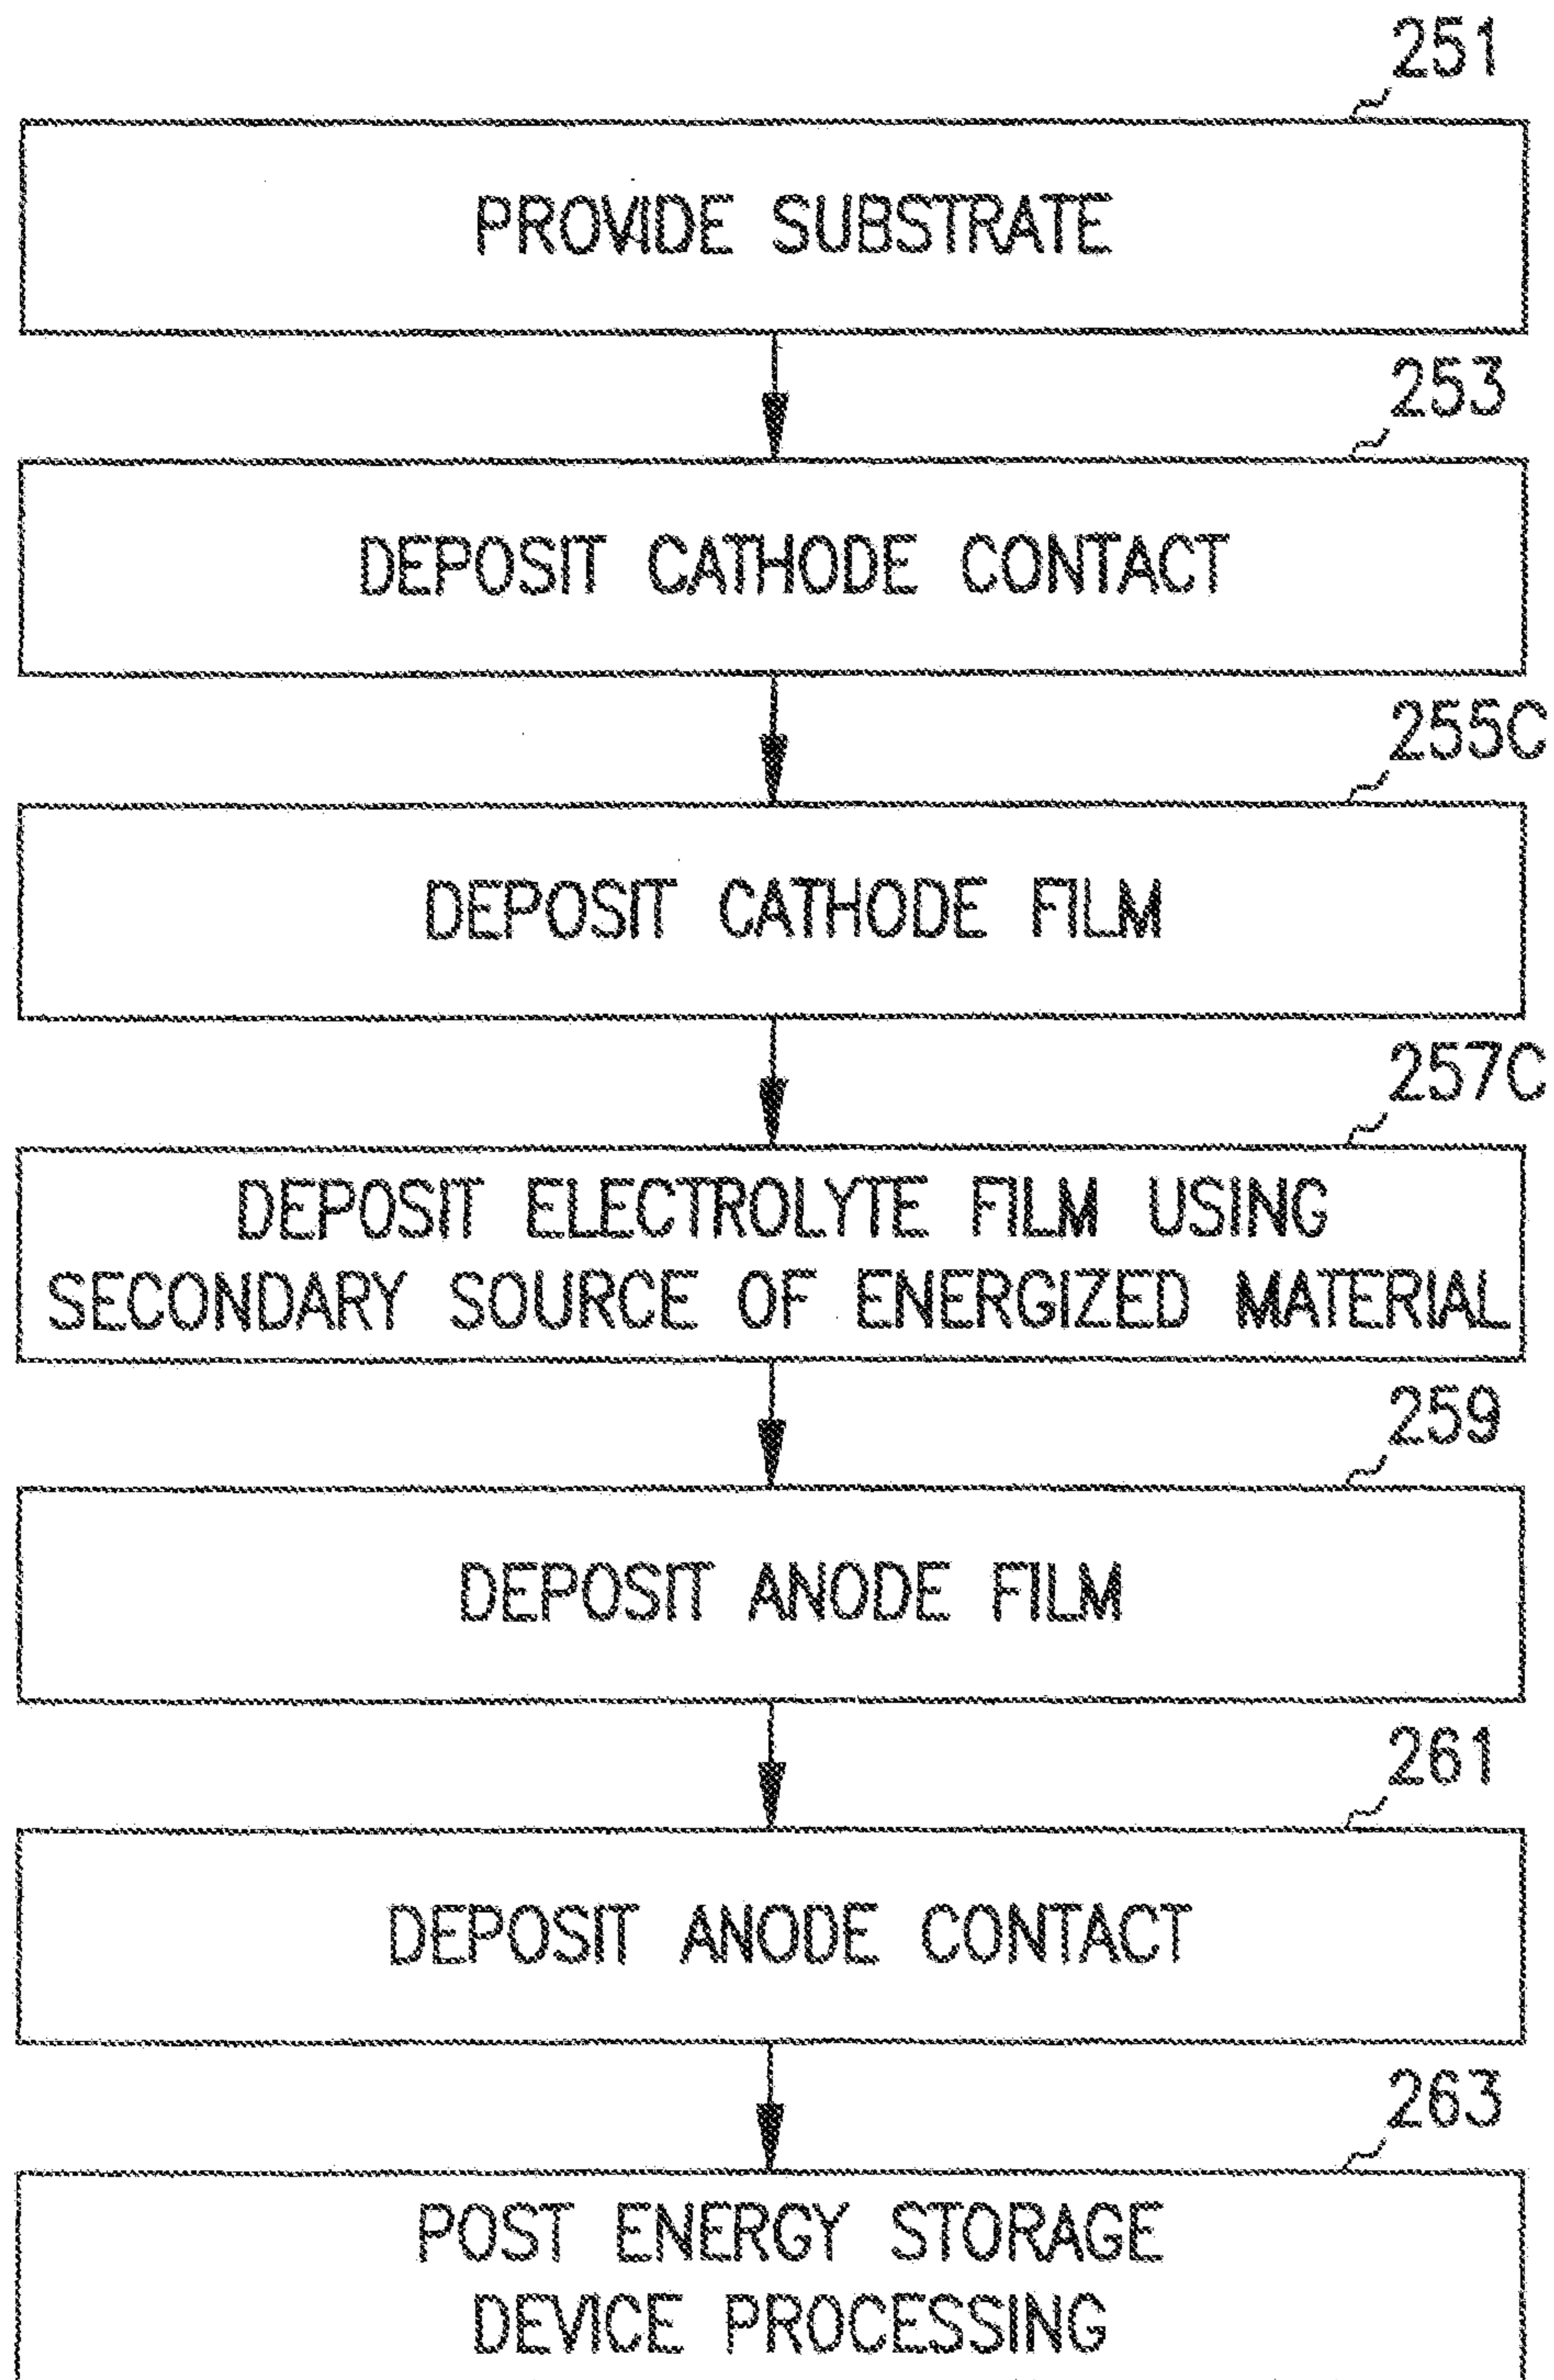 251
PROVIDE SUBSTRATE
253
DEPOSIT CATHODE CONTACT
255C
DEPOSIT CATHODE FILM
257C
DEPOSIT ELECTROLYTE FILM USING
SECONDARY SOURCE OF ENERGIZED MATERIAL
259
DEPOSIT ANODE FILM
261
DEPOSIT ANODE CONTACT
263
POST ENERGY STORAGE
DEVICE PROCESSING